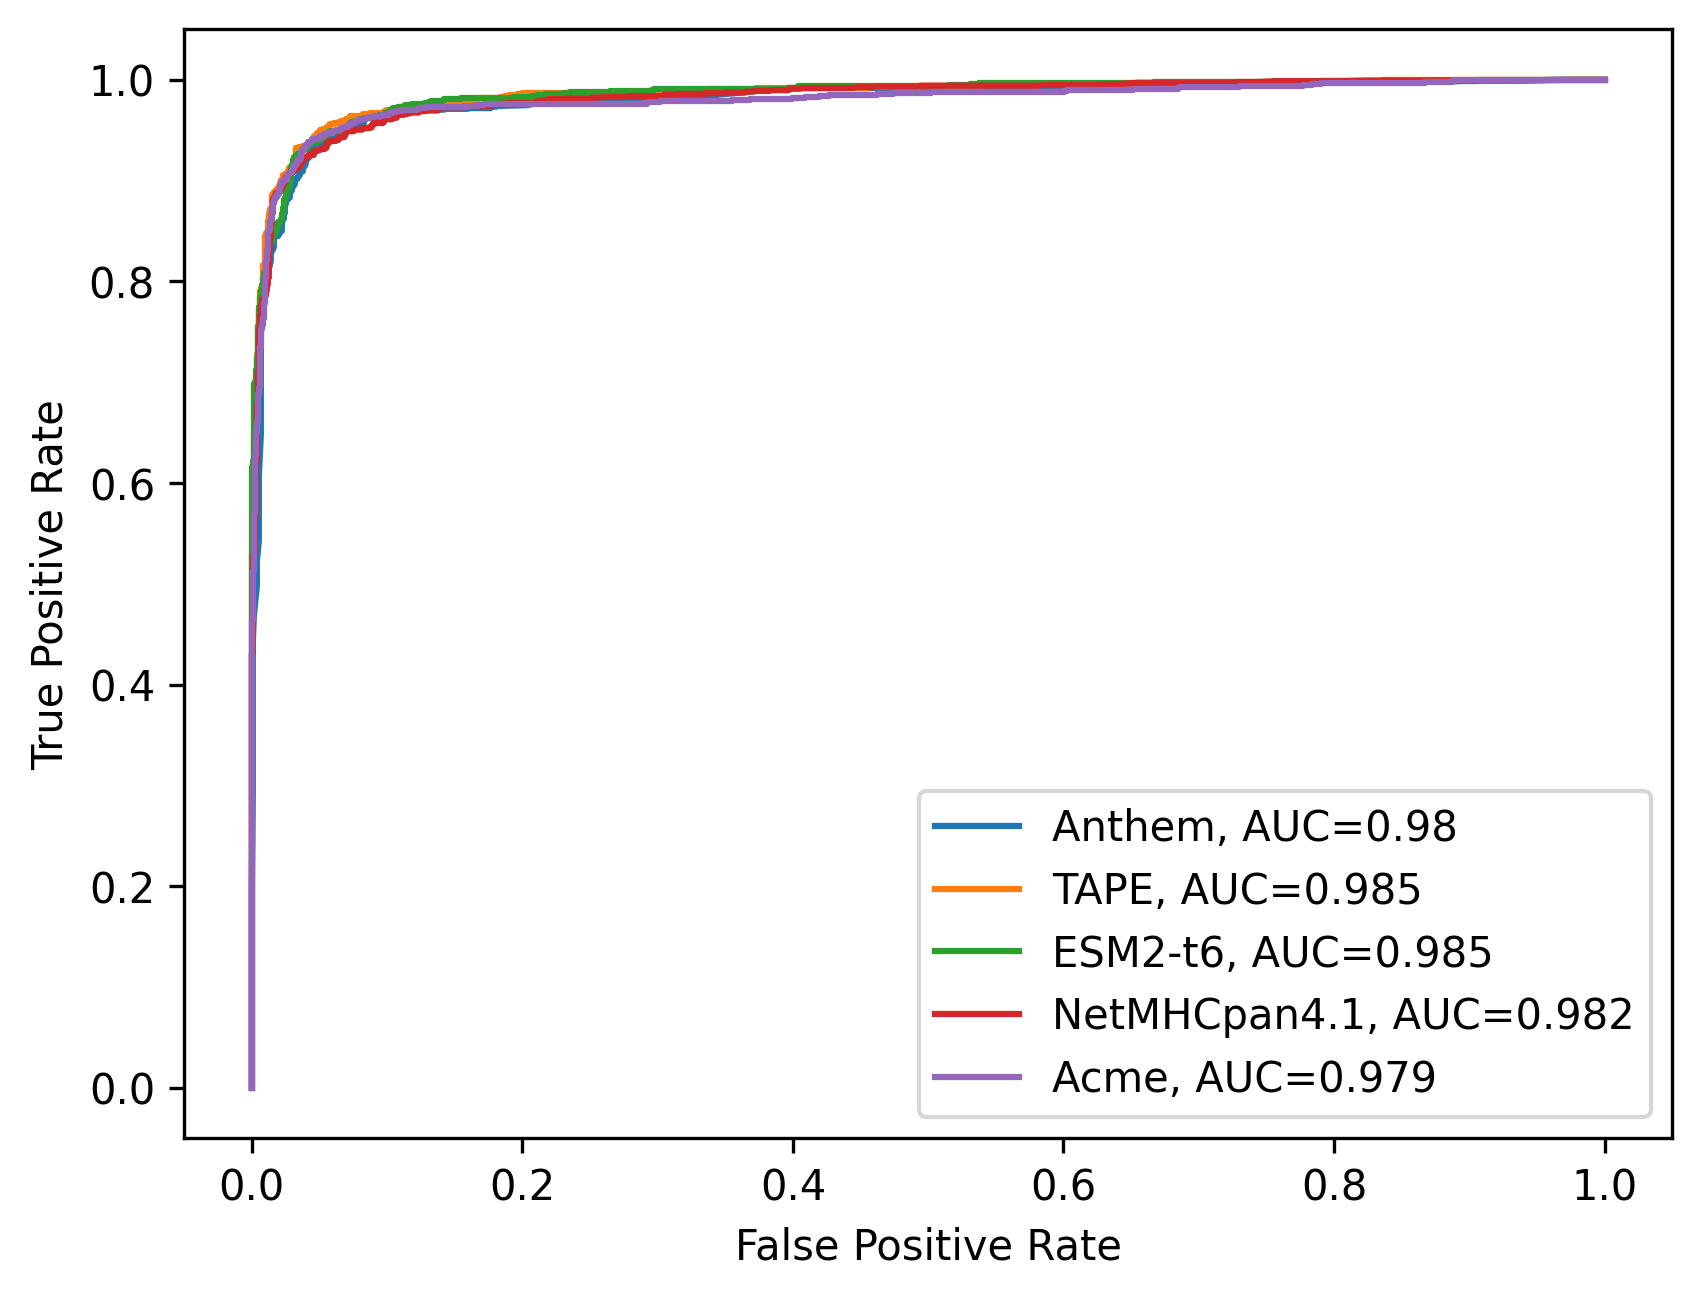 1.0
0.8
0.6
0.4
0.2
0.0
True Positive Rate
Anthem, AUC=0.98
TAPE, AUC=0.985
ESM2-t6, AUC=0.985
NetMHCpan4.1, AUC=0.982
Acme, AUC=0.979
0.0 0.2 0.4 0.6 0.8 1.0
False Positive Rate